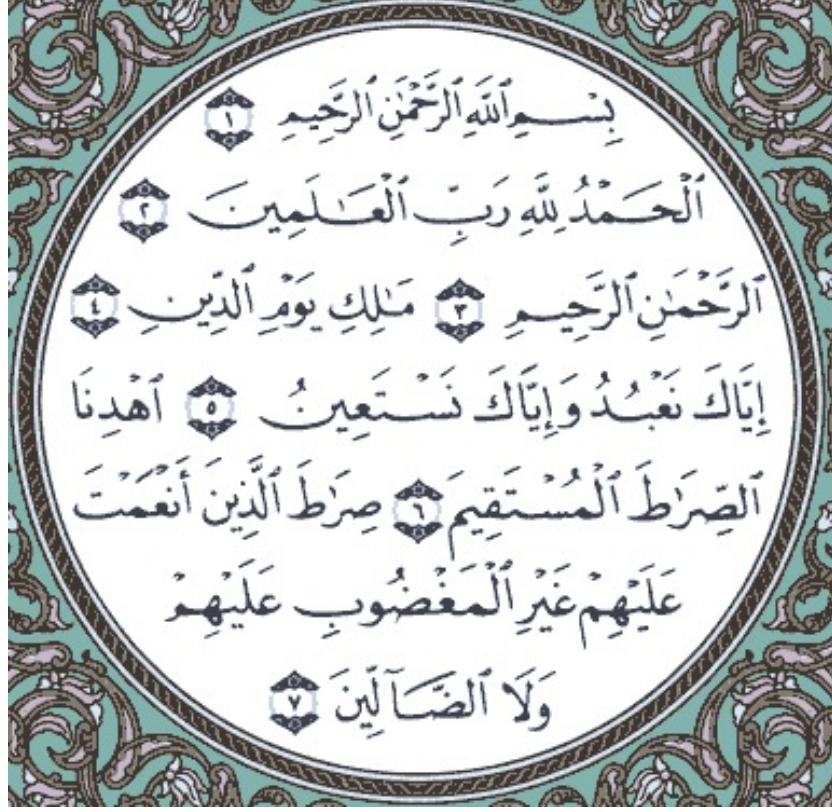 بِسْمِ ٱللَّهِ ٱلرَّحْمَٰنِ ٱلرَّحِيمِ ١
ٱلْحَمْدُ لِلَّهِ رَبِّ ٱلْعَٰلَمِينَ ٢
ٱلرَّحْمَٰنِ ٱلرَّحِيمِ ٣ مَٰلِكِ يَوْمِ ٱلدِّينِ ٤
إِيَّاكَ نَعْبُدُ وَإِيَّاكَ نَسْتَعِينُ ٥ ٱهْدِنَا
ٱلصِّرَٰطَ ٱلْمُسْتَقِيمَ ٦ صِرَٰطَ ٱلَّذِينَ أَنْعَمْتَ
عَلَيْهِمْ غَيْرِ ٱلْمَغْضُوبِ عَلَيْهِمْ
وَلَا ٱلضَّآلِّينَ ٧